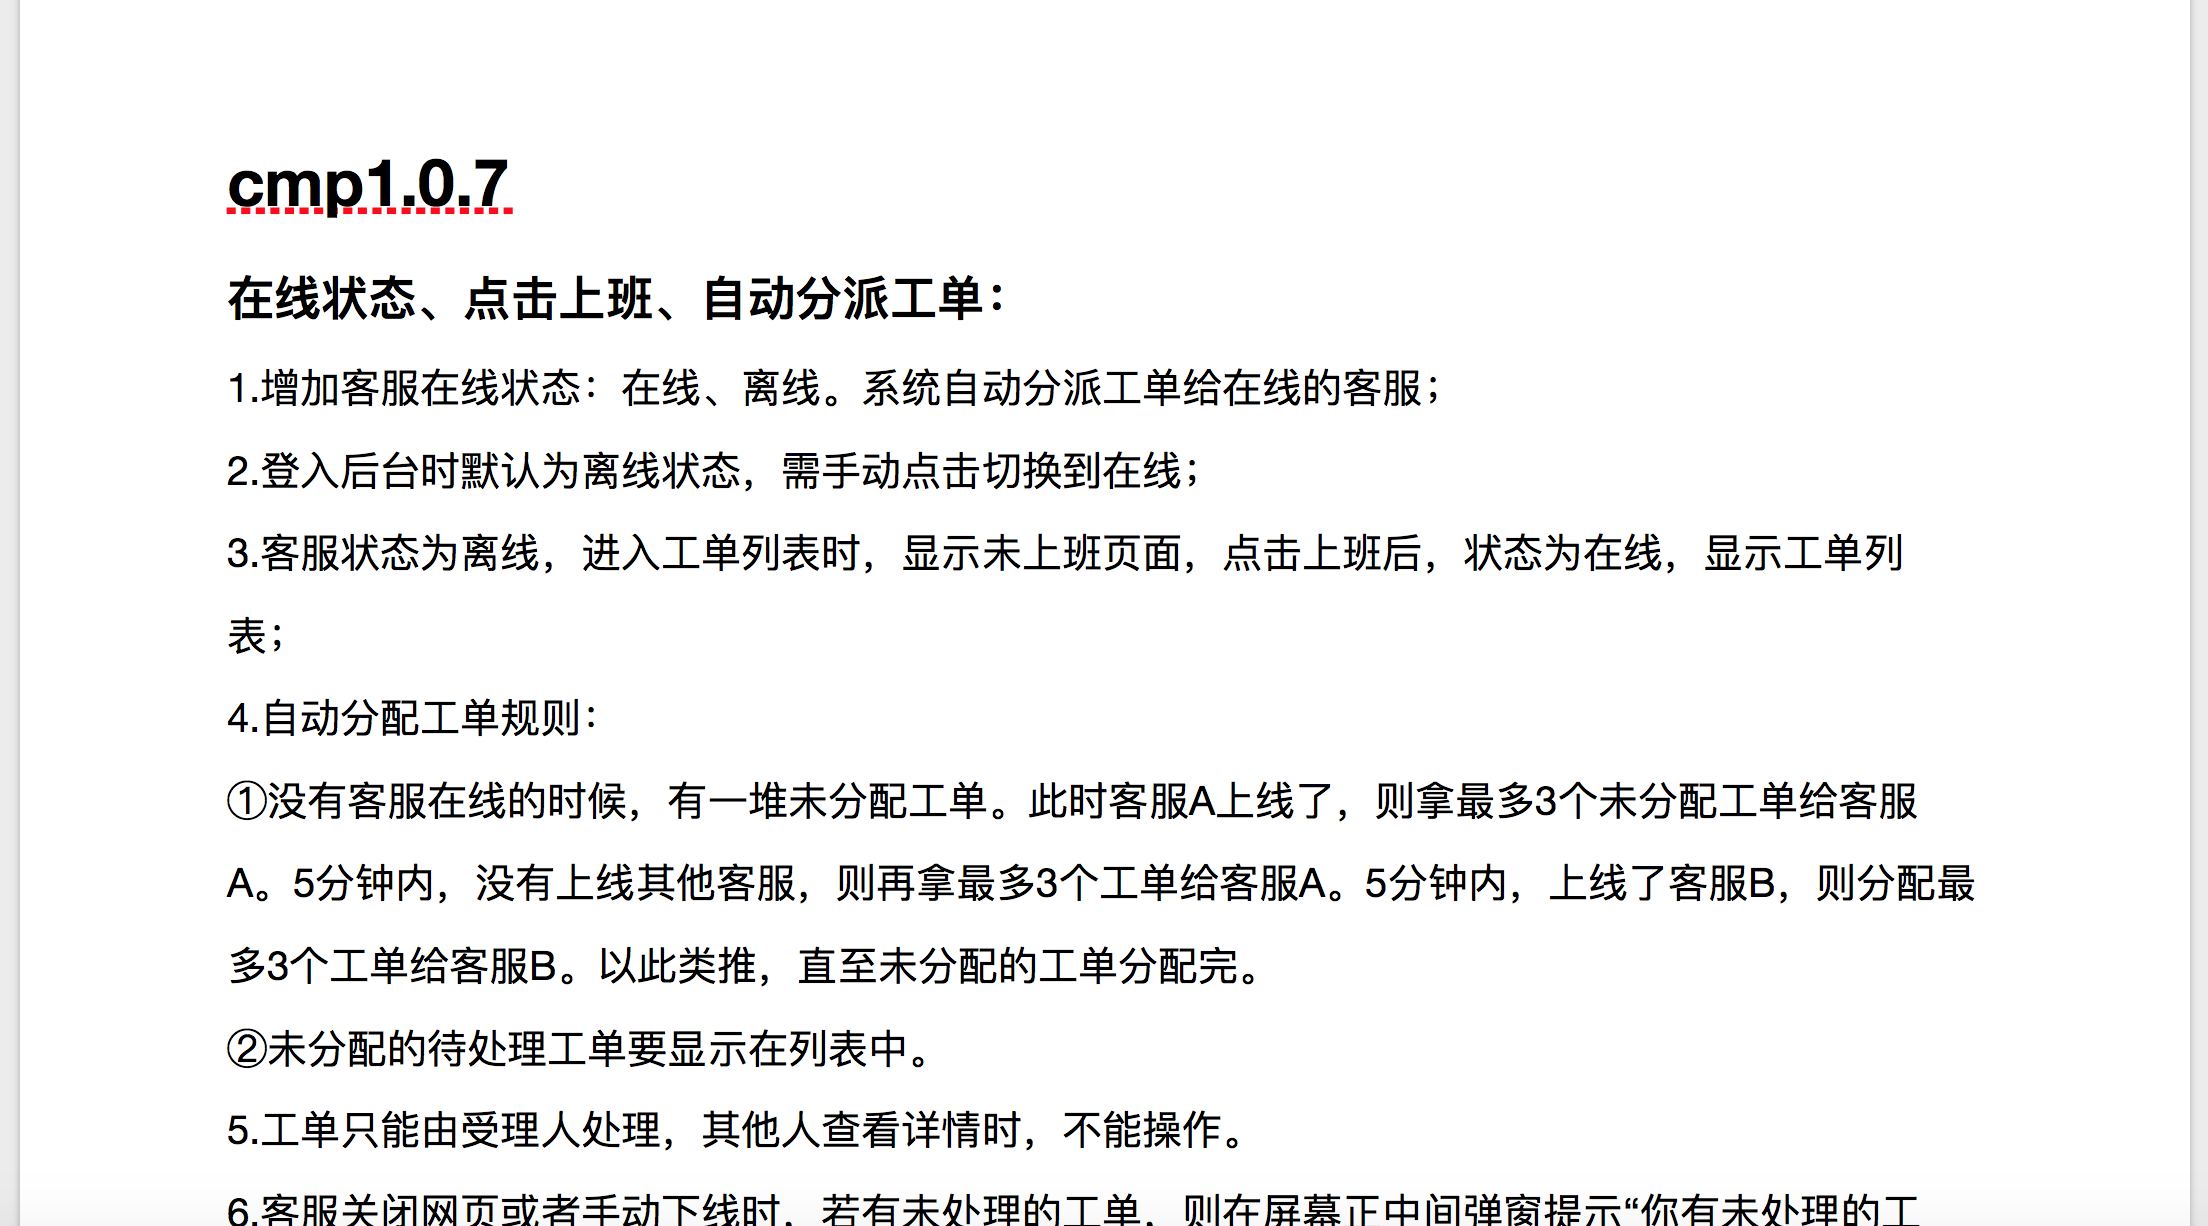 cmp1.0.7
在线状态、点击上班、自动分派工单：
1.增加客服在线状态：在线、离线。系统自动分派工单给在线的客服；
2.登入后台时默认为离线状态，需手动点击切换到在线；
3.客服状态为离线，进入工单列表时，显示未上班页面，点击上班后，状态为在线，显示工单列
表；
4.自动分配工单规则：
①没有客服在线的时候，有一堆未分配工单。此时客服A上线了，则拿最多3个未分配工单给客服
A。5分钟内，没有上线其他客服，则再拿最多3个工单给客服A。5分钟内，上线了客服B，则分配最
多3个工单给客服B。以此类推，直至未分配的工单分配完。
②未分配的待处理工单要显示在列表中。
5.工单只能由受理人处理，其他人查看详情时，不能操作。
6.客服关闭网页或者手动下线时，若有未处理的工单，则在屏幕正中间弹窗提示“你有未处理的工